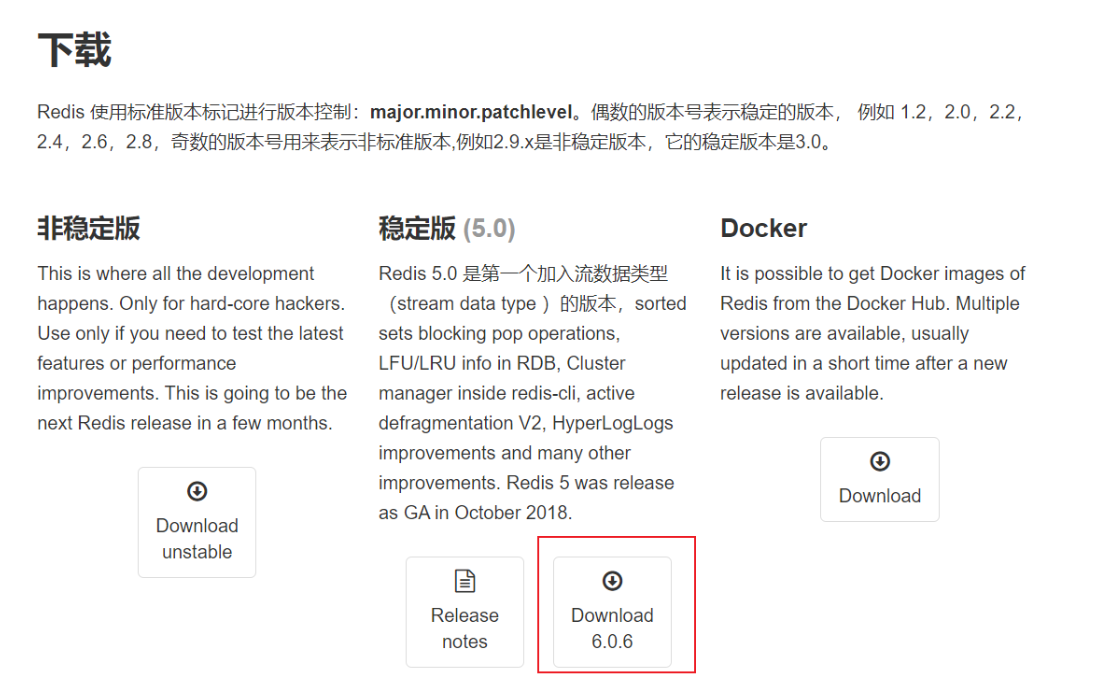 下载
Redis 使用标准版本标记进行版本控制：major.minor.patchlevel。偶数的版本号表示稳定的版本， 例如 1.2，2.0，2.2，
2.4，2.6，2.8，奇数的版本号用来表示非标准版本,例如2.9.x是非稳定版本，它的稳定版本是3.0。
非稳定版
This is where all the development
happens. Only for hard-core hackers.
Use only if you need to test the latest
features or performance
improvements. This is going to be the
next Redis release in a few months.
Download
unstable
稳定版 (5.0)
Redis 5.0 是第一个加入流数据类型
（stream data type ）的版本，sorted
sets blocking pop operations,
LFU/LRU info in RDB, Cluster
manager inside redis-cli, active
defragmentation V2, HyperLogLogs
improvements and many other
improvements. Redis 5 was release
as GA in October 2018.
Release
notes
Download
6.0.6
Docker
It is possible to get Docker images of
Redis from the Docker Hub. Multiple
versions are available, usually
updated in a short time after a new
release is available.
Download